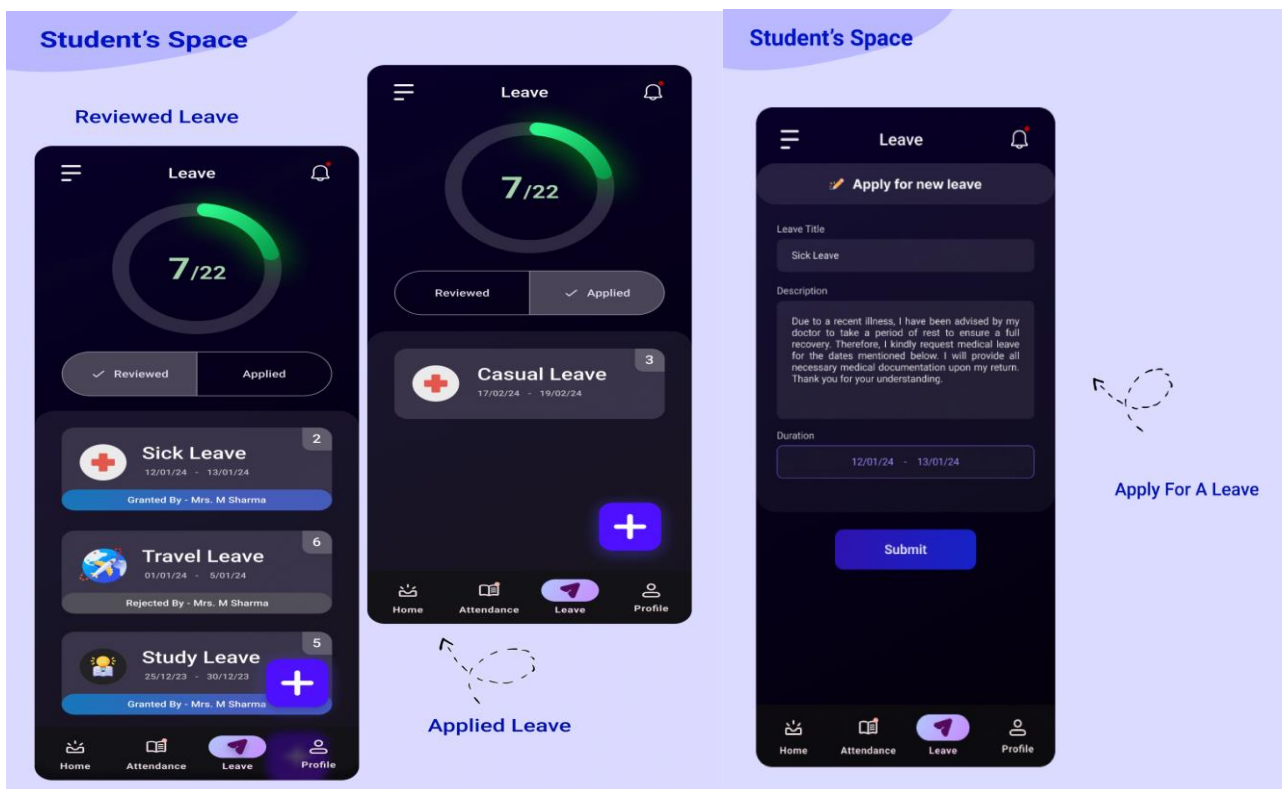 Student's Space
Reviewed Leave
Leave
7/22
Reviewed
Applied
2
Sick Leave
12/01/24 - 13/01/24
Granted By - Mrs. M Sharma
6
Travel Leave
01/01/24 - 5/01/24
Rejected By - Mrs. M Sharma
5
Study Leave
25/12/23 - 30/12/23
Granted By - Mrs. M Sharma
Home Attendance Leave Profile
Leave
7/22
Reviewed
Applied
3
Casual Leave
17/02/24 - 19/02/24
Home Attendance Leave Profile
Applied Leave
Student's Space
Leave
Apply for new leave
Leave Title
Sick Leave
Description
Due to a recent illness, I have been advised by my
doctor to take a period of rest to ensure a full
recovery. Therefore, I kindly request medical leave
for the dates mentioned below. I will provide all
necessary medical documentation upon my return.
Thank you for your understanding.
Duration
12/01/24 - 13/01/24
Submit
Home Attendance Leave Profile
Apply For A Leave